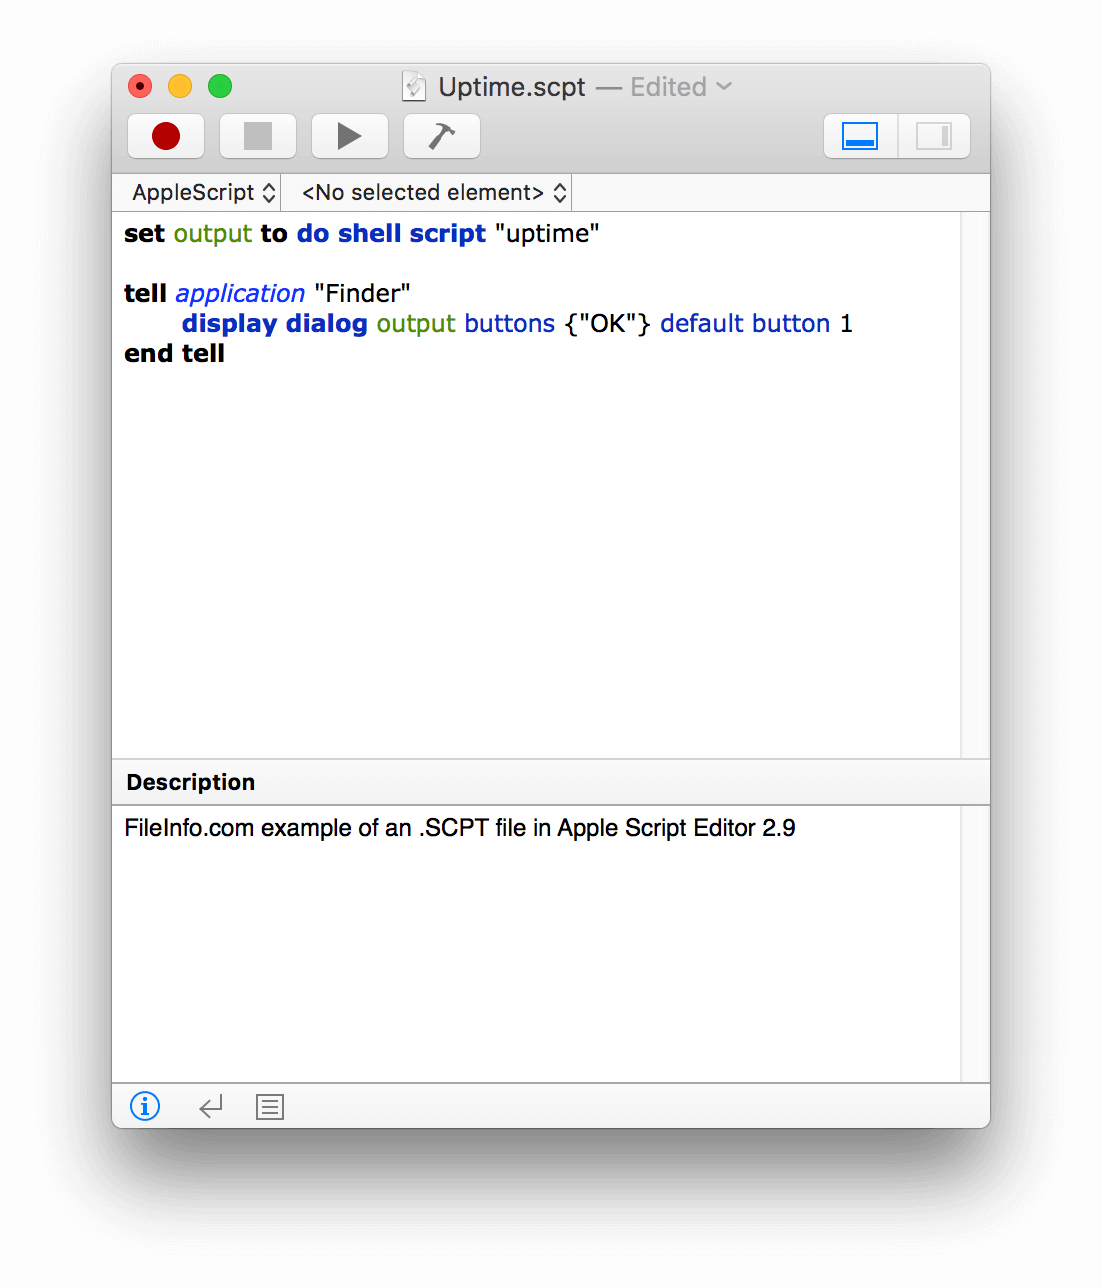 Uptime.scpt — Edited
AppleScript <No selected element>
set output to do shell script "uptime"
tell application "Finder"
display dialog output buttons {"OK"} default button 1
end tell
Description
FileInfo.com example of an .SCPT file in Apple Script Editor 2.9